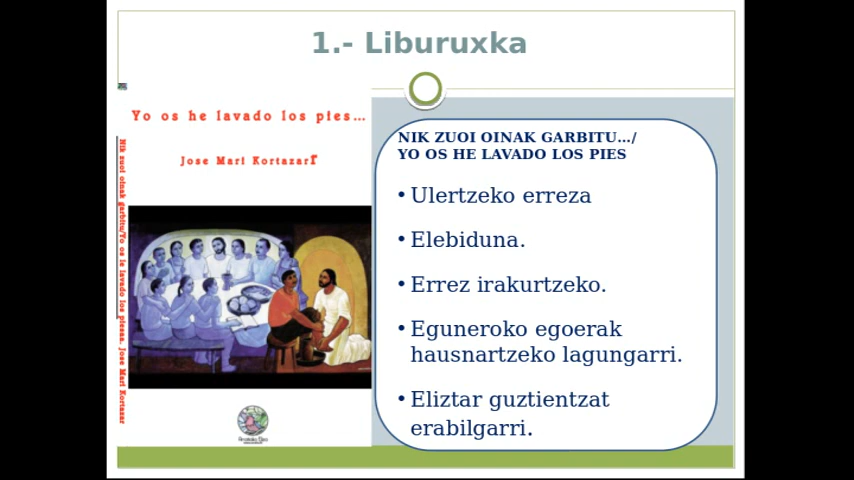 1.- Liburuxka
Yo os he lavado los pies...
Jose Mari Kortazar
NIK ZUOI OINAK GARBITU.../
YO OS HE LAVADO LOS PIES
• Ulertzeko erreza
• Elebiduna.
• Errez irakurtzeko.
• Eguneroko egoerak
hausnartzeko lagungarri.
• Eliztar guztientzat
erabilgarri.
Nik zuoi oinak garbitu/Yo os he lavado los pies Jose Mari Kortazar